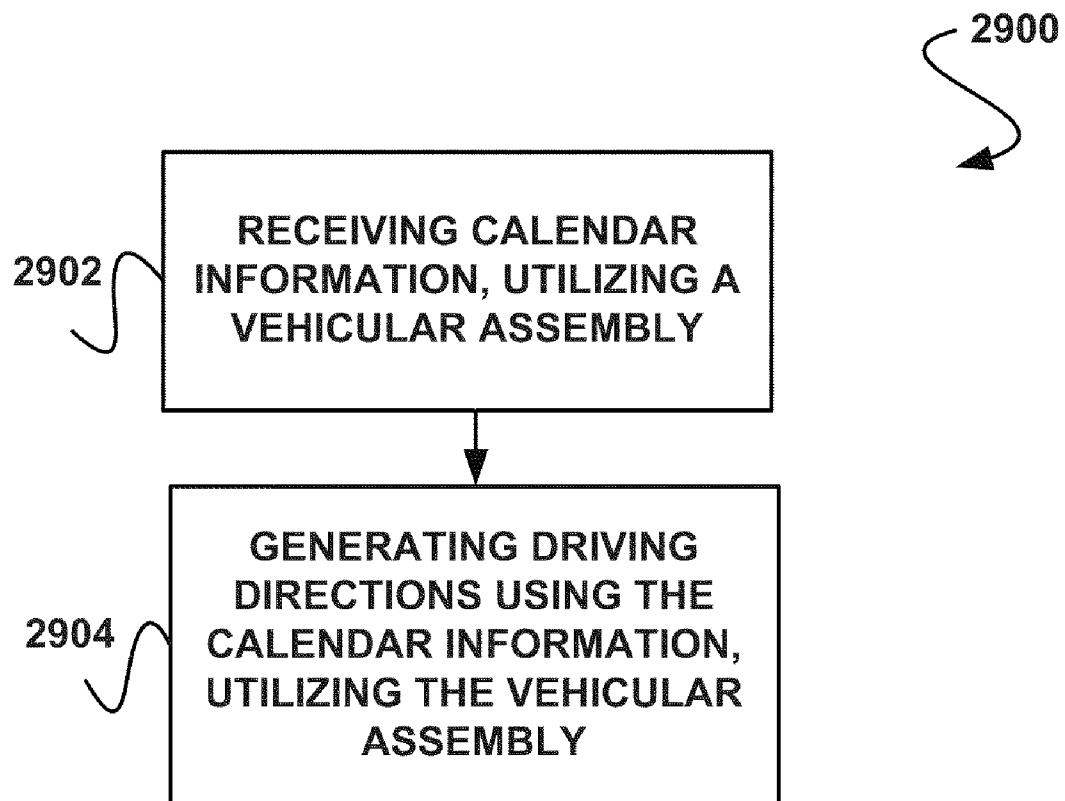 2900
RECEIVING CALENDAR
INFORMATION, UTILIZING A
VEHICULAR ASSEMBLY
2902
GENERATING DRIVING
DIRECTIONS USING THE
CALENDAR INFORMATION,
UTILIZING THE VEHICULAR
ASSEMBLY
2904